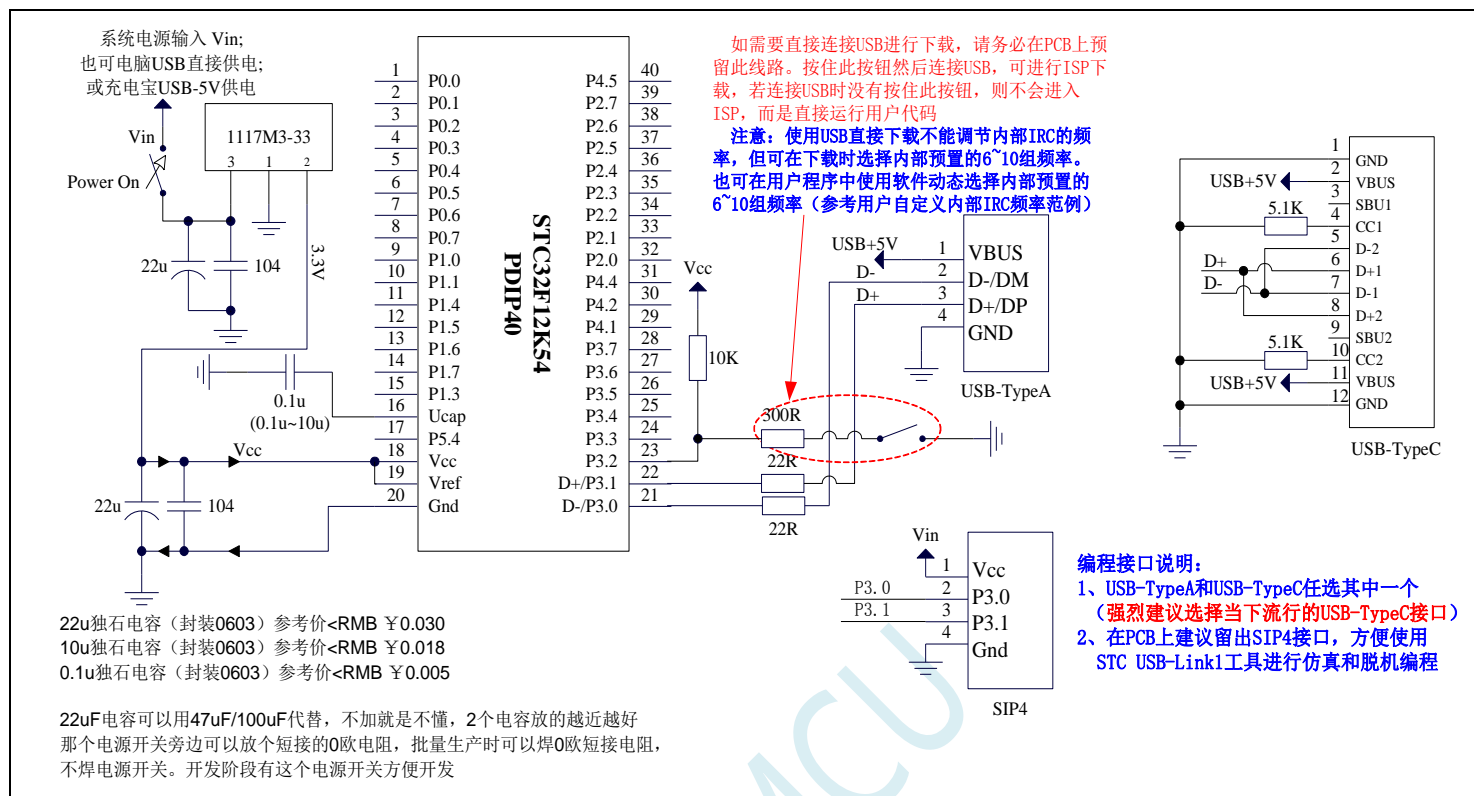 系统电源输入 Vin;
也可电脑USB直接供电;
或充电宝USB-5V供电
Vin
Power On
1117M3-33
3 1 2
22u
104
3.3V
0.1u
(0.1u~10u)
Vcc
22u
104
STC32F12K54
PDIP40
1 P0.0
2 P0.1
3 P0.2
4 P0.3
5 P0.4
6 P0.5
7 P0.6
8 P0.7
9 P1.0
10 P1.1
11 P1.4
12 P1.5
13 P1.6
14 P1.7
15 P1.3
16 Ucap
17 P5.4
18 Vcc
19 Vref
20 Gnd
P4.5 40
P2.7 39
P2.6 38
P2.5 37
P2.4 36
P2.3 35
P2.2 34
P2.1 33
P2.0 32
P4.4 31
P4.2 30
P4.1 29
P3.7 28
P3.6 27
P3.5 26
P3.4 25
P3.3 24
P3.2 23
D+/P3.1 22
D-/P3.0 21
如需要直接连接USB进行下载，请务必在PCB上预
留此线路。按住此按钮然后连接USB，可进行ISP下
载，若连接USB时没有按住此按钮，则不会进入
ISP，而是直接运行用户代码
注意：使用USB直接下载不能调节内部IRC的频
率，但可在下载时选择内部预置的6~10组频率。
也可在用户程序中使用软件动态选择内部预置的
6~10组频率（参考用户自定义内部IRC频率范例）
Vcc
10K
300R
22R
22R
USB+5V
D-
D+
1 VBUS
2 D-/DM
3 D+/DP
4 GND
USB-TypeA
USB+5V
5.1K
D+
D-
5.1K
USB+5V
1 GND
2 VBUS
3 SBU1
4 CC1
5 D-2
6 D+1
7 D-1
8 D+2
9 SBU2
10 CC2
11 VBUS
12 GND
USB-TypeC
Vin
P3.0
P3.1
1 Vcc
2 P3.0
3 P3.1
4 Gnd
SIP4
编程接口说明：
1、USB-TypeA和USB-TypeC任选其中一个
（强烈建议选择当下流行的USB-TypeC接口）
2、在PCB上建议留出SIP4接口，方便使用
STC USB-Link1工具进行仿真和脱机编程
22u独石电容（封装0603）参考价<RMB ￥0.030
10u独石电容（封装0603）参考价<RMB ￥0.018
0.1u独石电容（封装0603）参考价<RMB ￥0.005
22uF电容可以用47uF/100uF代替，不加就是不懂，2个电容放的越近越好
那个电源开关旁边可以放个短接的0欧电阻，批量生产时可以焊0欧短接电阻，
不焊电源开关。开发阶段有这个电源开关方便开发
MCU